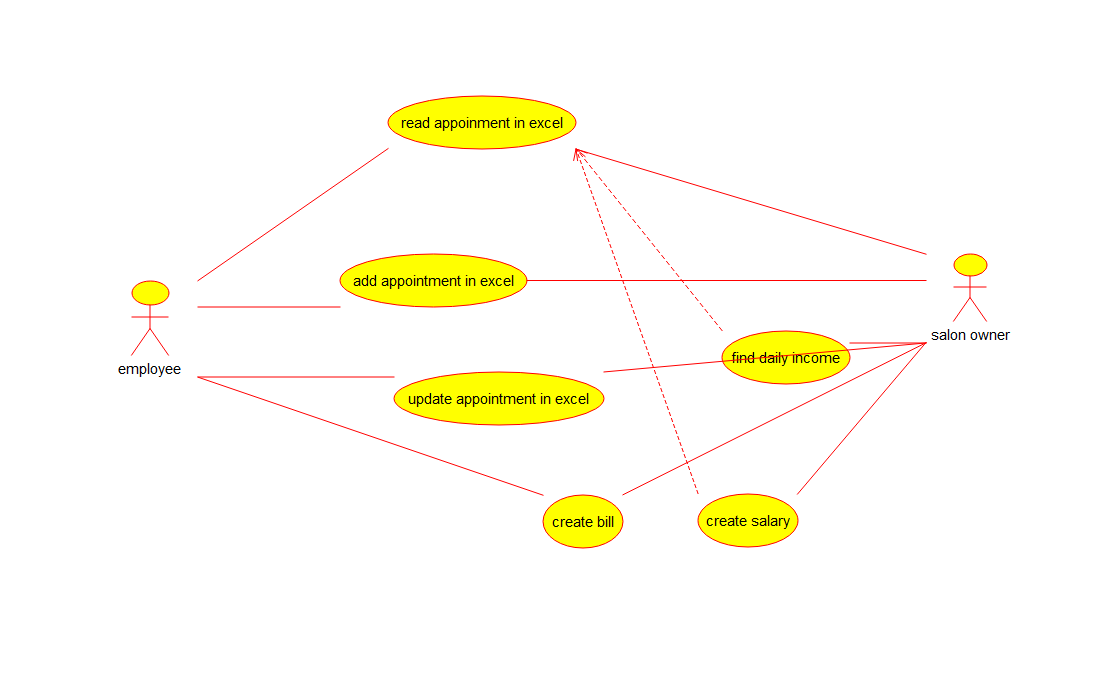 read appoinment in excel
add appointment in excel
employee
salon owner
find daily income
update appointment in excel
create bill
create salary